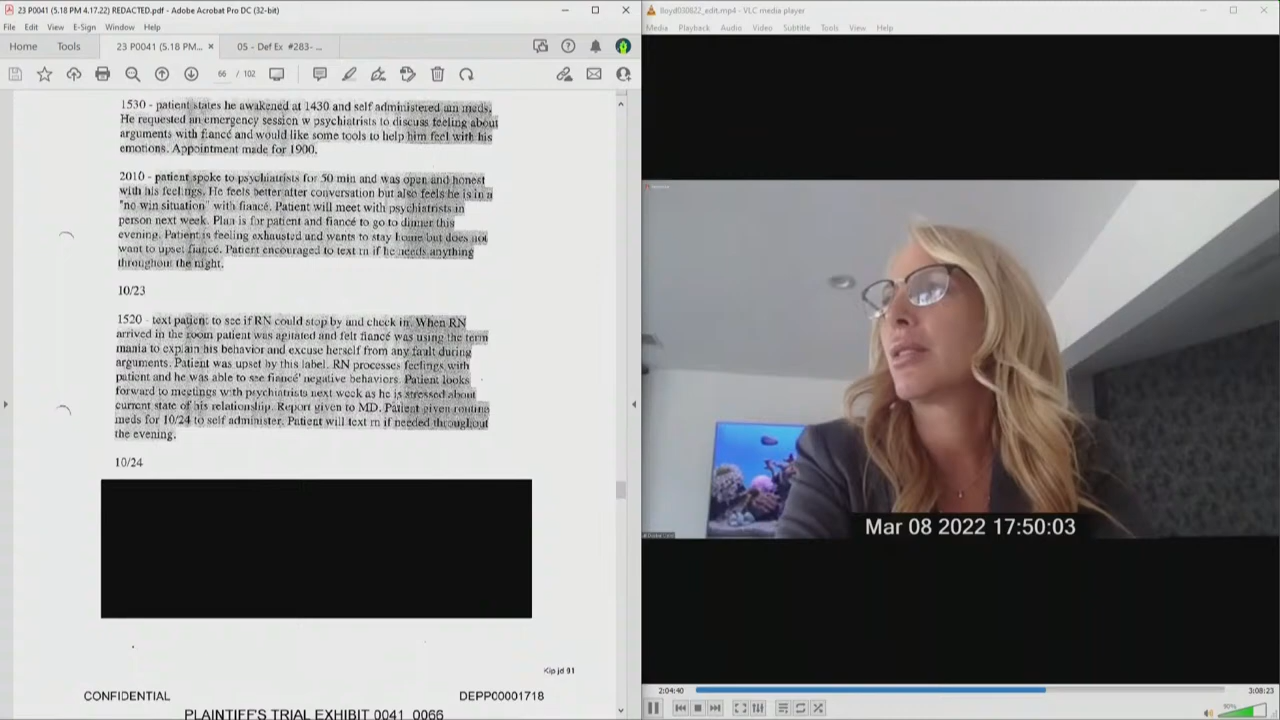 23 P0041 (5.18 PM 4.17.22) REDACTED.pdf - Adobe Acrobat Pro DC (32-bit)
File Edit View E-Sign Window Help
Home Tools 23 P0041 (5.18 PM... × 05 - Def Ex #283- ...
66 / 102
1530 - patient states he awakened at 1430 and self administered am meds.
He requested an emergency session w psychiatrists to discuss feeling about
arguments with fiancé and would like some tools to help him feel with his
emotions. Appointment made for 1900.
2010 - patient spoke to psychiatrists for 50 min and was open and honest
with his feelings. He feels better after conversation but also feels he is in a
"no win situation" with fiancé. Patient will meet with psychiatrists in
person next week. Plan is for patient and fiancé to go to dinner this
evening. Patient is feeling exhausted and wants to stay home but does not
want to upset fiancé. Patient encouraged to text rn if he needs anything
throughout the night.
10/23
1520 - text patient to see if RN could stop by and check in. When RN
arrived in the room patient was agitated and felt fiancé was using the term
mania to explain his behavior and excuse herself from any fault during
arguments. Patient was upset by this label. RN processes feelings with
patient and he was able to see fiancé' negative behaviors. Patient looks
forward to meetings with psychiatrists next week as he is stressed about
current state of his relationship. Report given to MD. Patient given routine
meds for 10/24 to self administer. Patient will text rn if needed throughout
the evening.
10/24
Kip jd 91
CONFIDENTIAL DEPP00001718
PLAINTIFF'S TRIAL EXHIBIT 0041_0066
lloyd030822_edit.mp4 - VLC media player
Media Playback Audio Video Subtitle Tools View Help
Mar 08 2022 17:50:03
2:04:40 3:08:23
90%